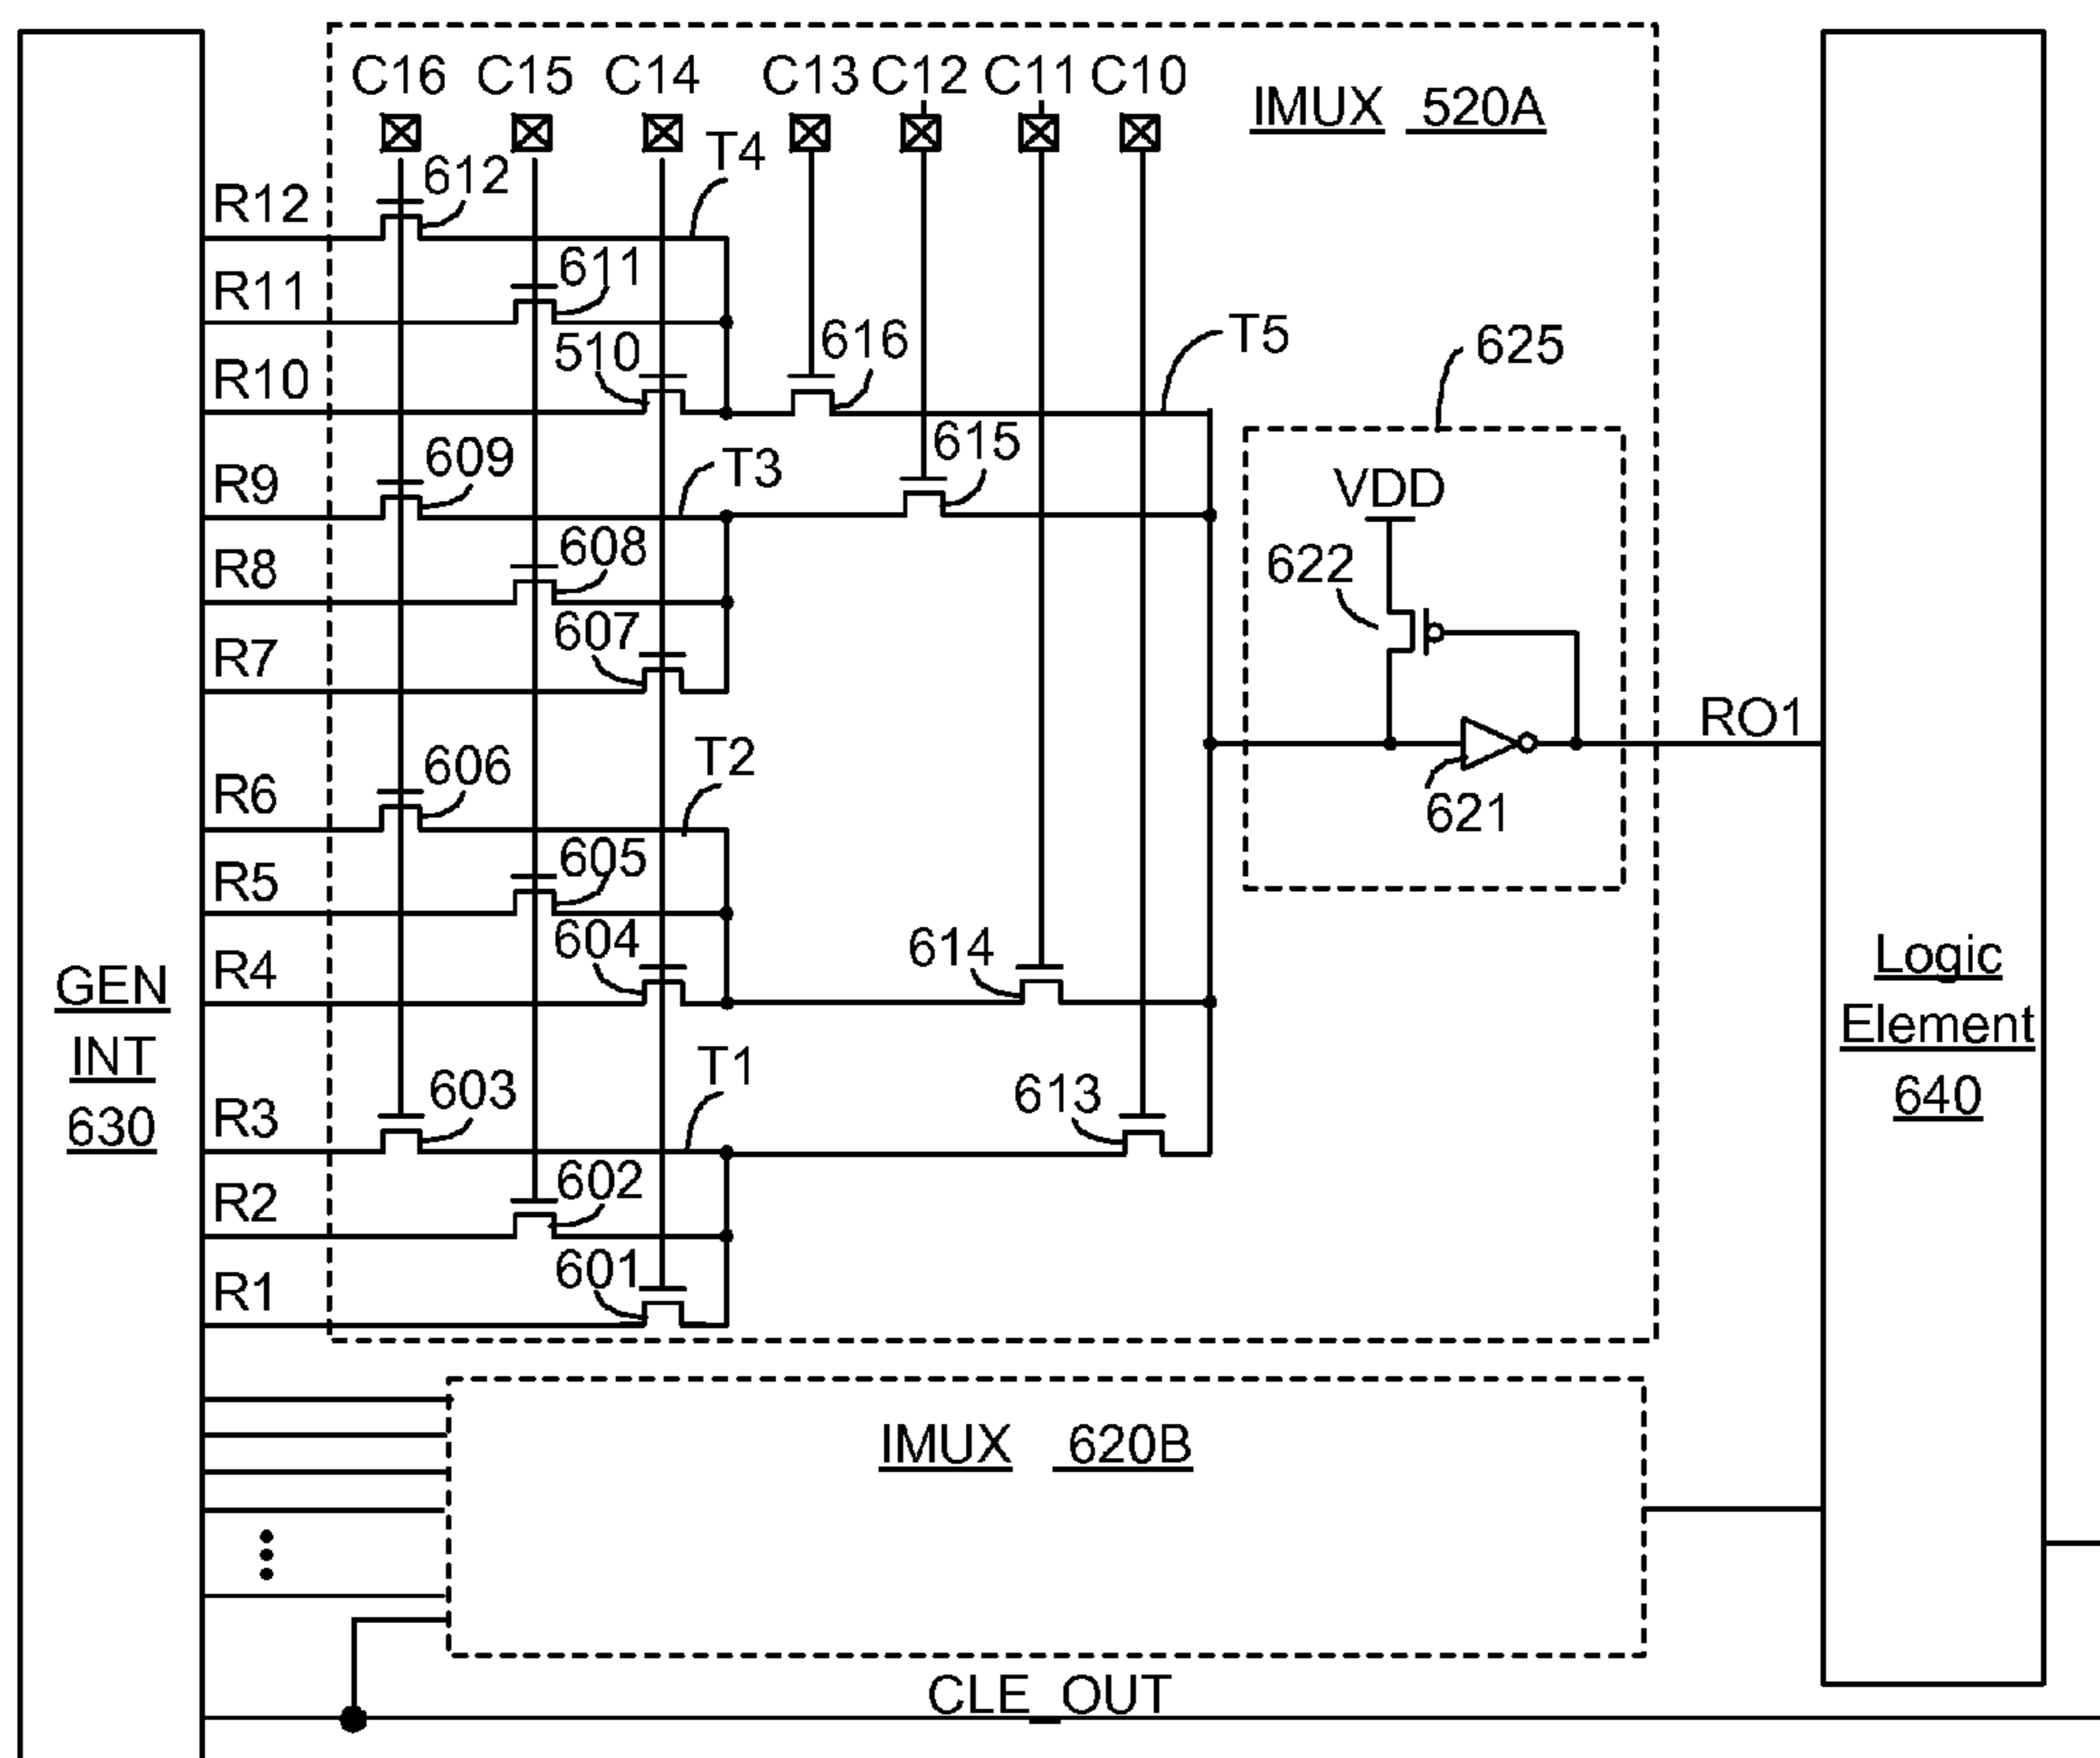 C16 C15 C14 C13 C12 C11 C10
IMUX 520A
R12 612 T4
R11 611
R10 510 616 T5 625
R9 609 T3 615 VDD
R8 608 622
R7 607
RO1
R6 606 T2 621
R5 605
R4 604 614
GEN
INT
630
Logic
Element
640
R3 603 T1 613
R2 602
R1 601
IMUX 620B
CLE_OUT